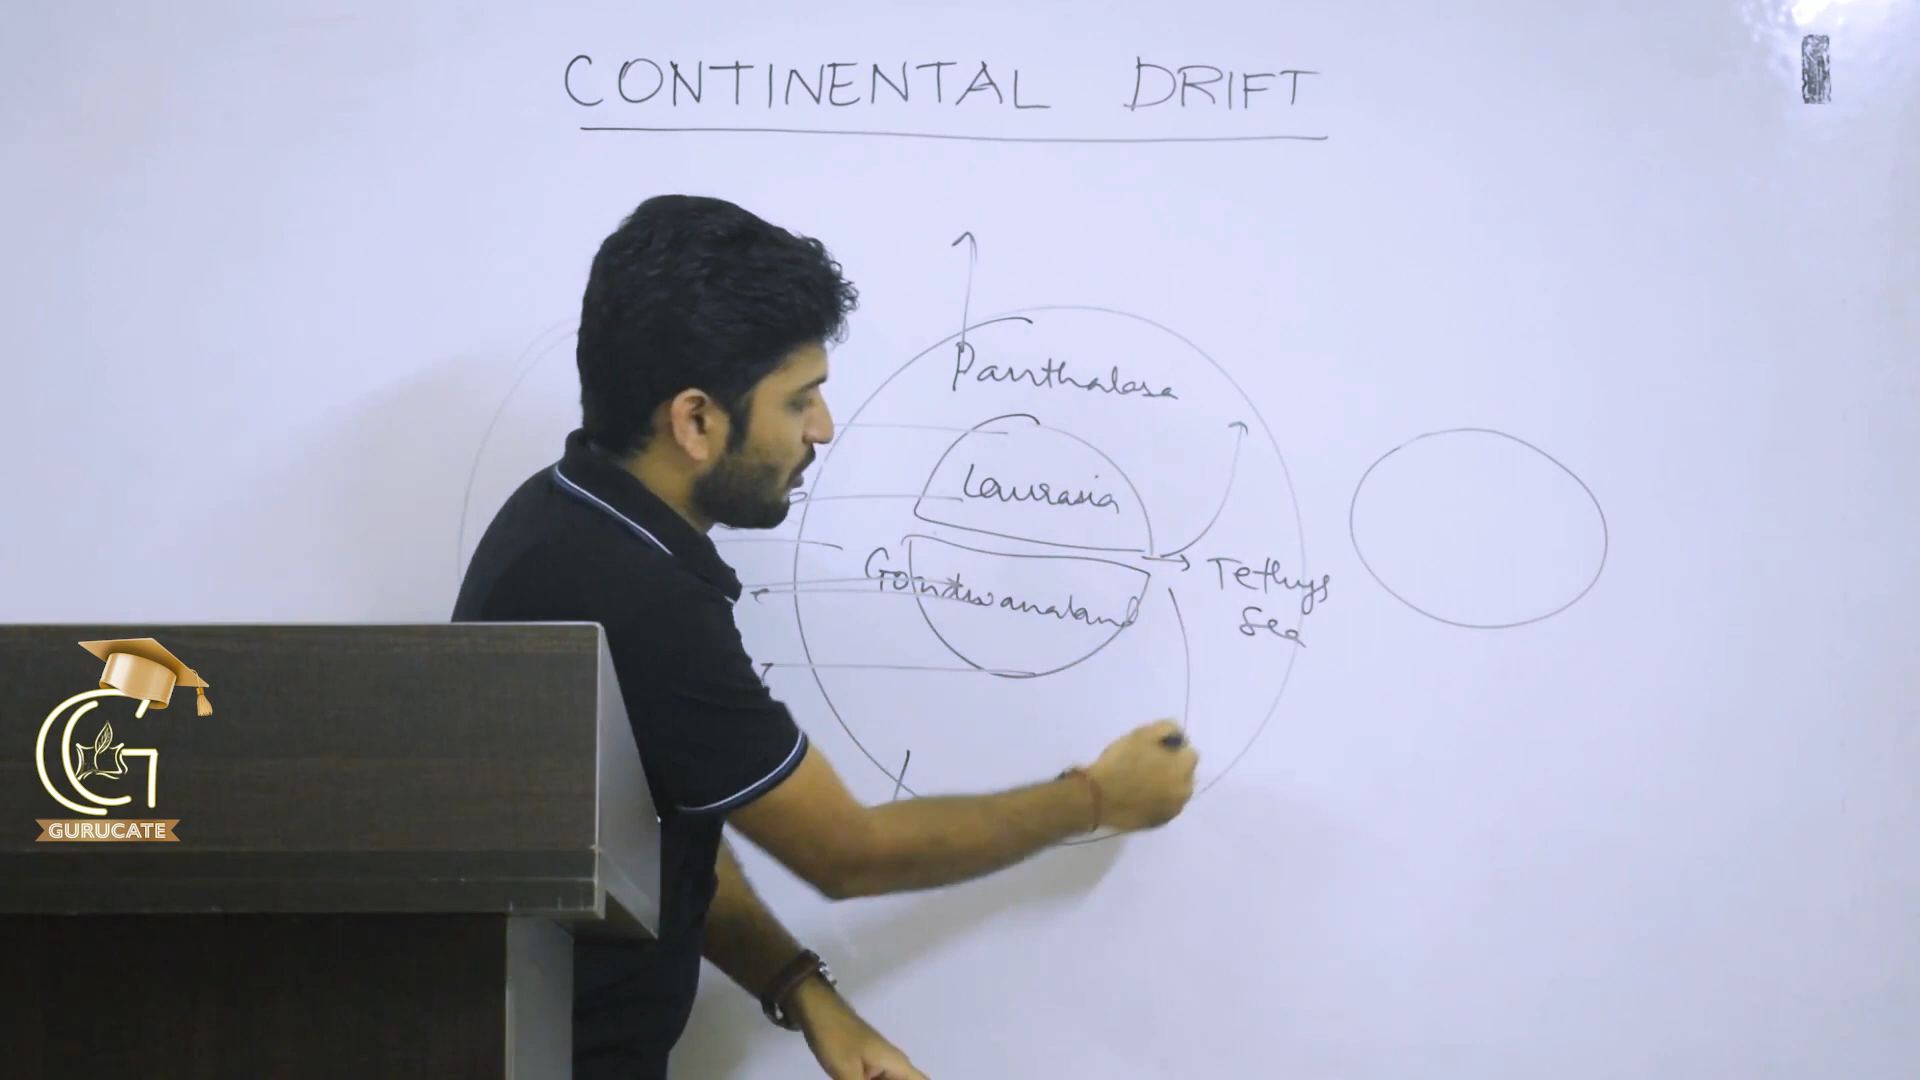 CONTINENTAL DRIFT
Panthalasa
Laurasia
Gondwanaland
Tethys
Sea
GURUCATE